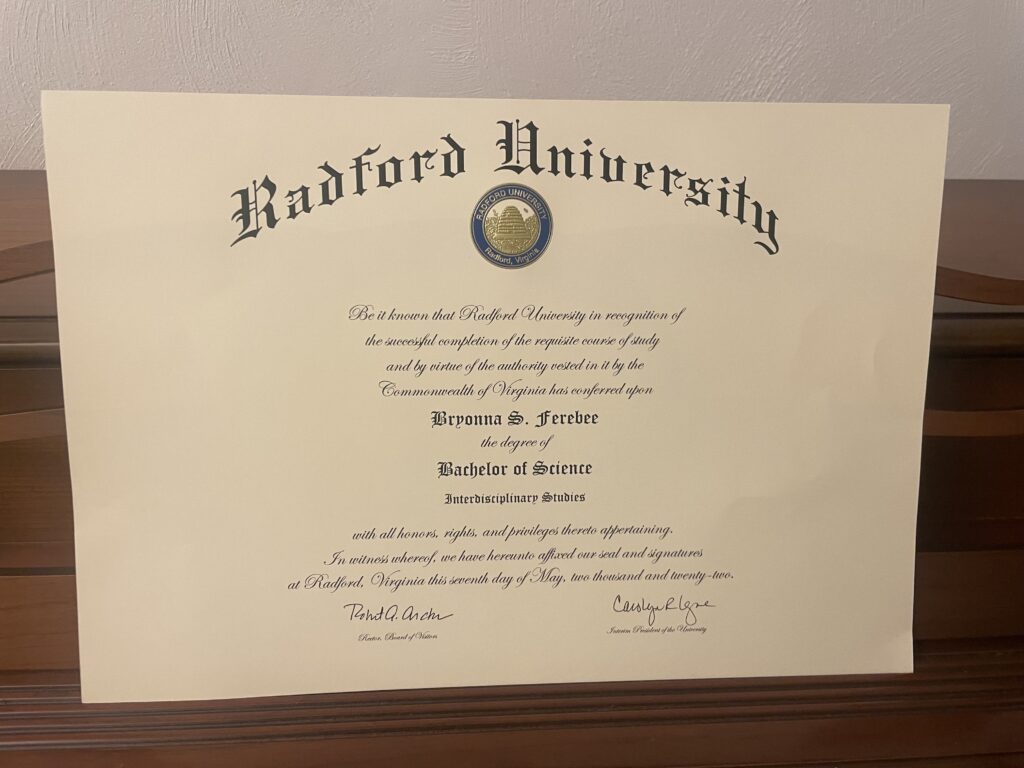 Radford University
RADFORD UNIVERSITY
Radford, Virginia
Be it known that Radford University in recognition of
the successful completion of the requisite course of study
and by virtue of the authority vested in it by the
Commonwealth of Virginia has conferred upon
Bryonna S. Ferebee
the degree of
Bachelor of Science
Interdisciplinary Studies
with all honors, rights, and privileges thereto appertaining.
In witness whereof, we have hereunto affixed our seal and signatures
at Radford, Virginia this seventh day of May, two thousand and twenty-two.
Robert A. Archer
Carolyn R Lepre
Rector, Board of Visitors
Interim President of the University